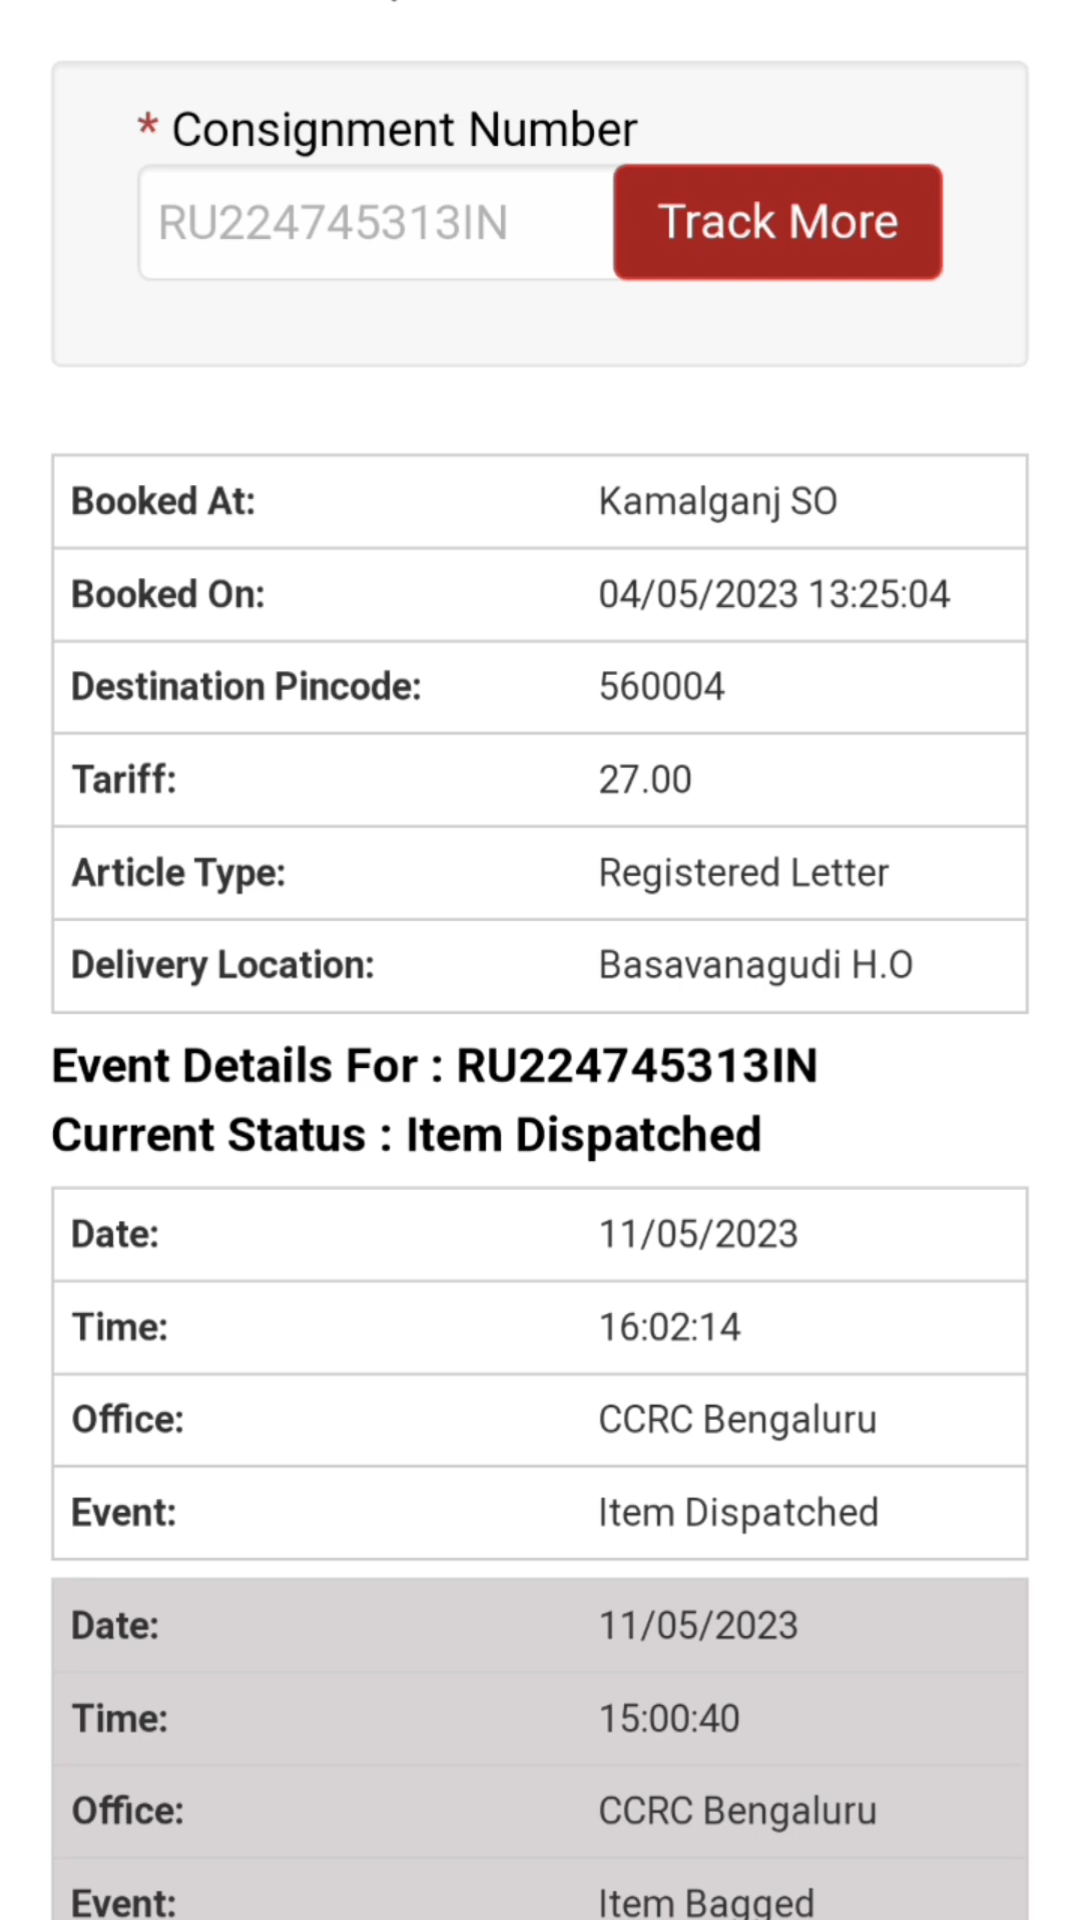 * Consignment Number
RU224745313IN
Track More
Booked At: Kamalganj SO
Booked On: 04/05/2023 13:25:04
Destination Pincode: 560004
Tariff: 27.00
Article Type: Registered Letter
Delivery Location: Basavanagudi H.O
Event Details For : RU224745313IN
Current Status : Item Dispatched
Date: 11/05/2023
Time: 16:02:14
Office: CCRC Bengaluru
Event: Item Dispatched
Date: 11/05/2023
Time: 15:00:40
Office: CCRC Bengaluru
Event: Item Bagged